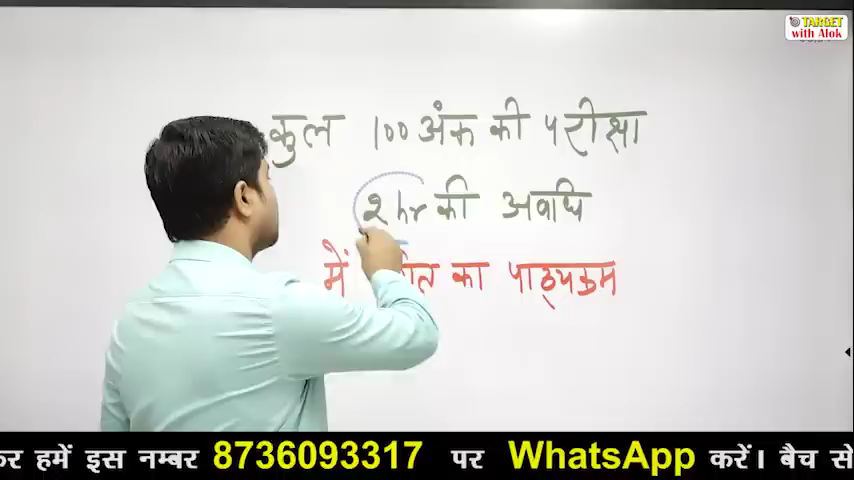 TARGET
with Alok
कुल 100 अंक की परीक्षा
2 hr की अवधि
में का पाठ्यक्रम
कर हमें इस नम्बर 8736093317 पर WhatsApp करें। बैच से